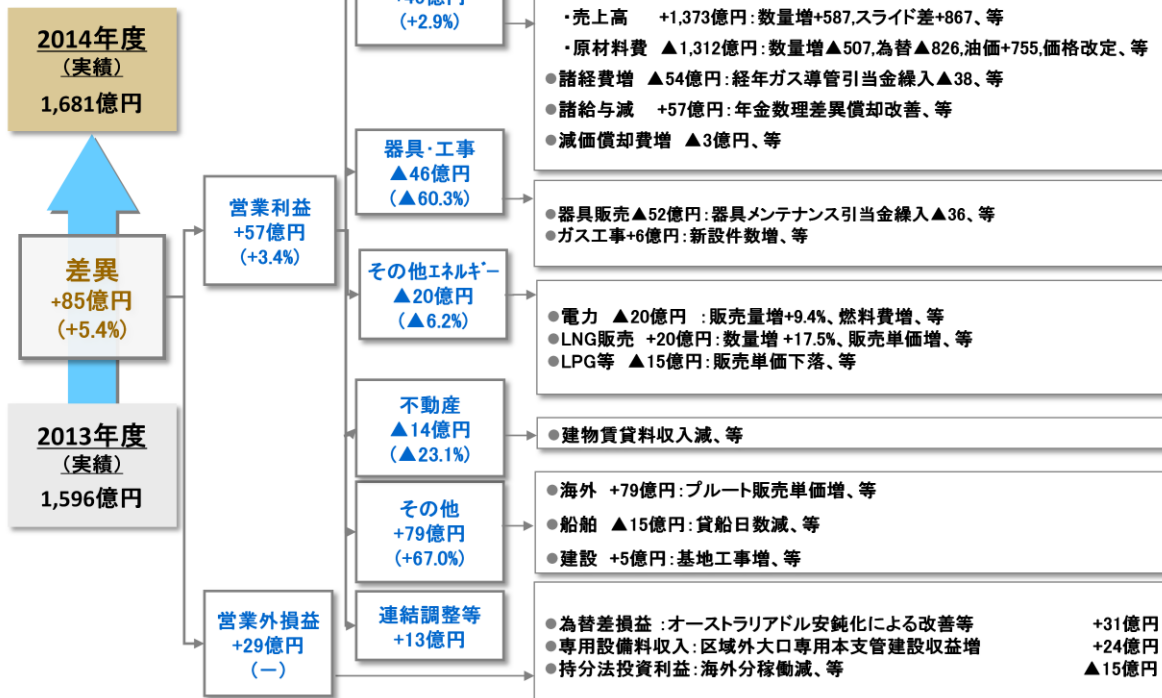 (+2.9%)
・売上高 +1,373億円：数量増+587,スライド差+867、等
・原材料費 ▲1,312億円：数量増▲507,為替▲826,油価+755,価格改定、等
●諸経費増 ▲54億円：経年ガス導管引当金繰入▲38、等
●諸給与減 +57億円：年金数理差異償却改善、等
●減価償却費増 ▲3億円、等
2014年度
(実績)
1,681億円
差異
+85億円
(+5.4%)
2013年度
(実績)
1,596億円
営業利益
+57億円
(+3.4%)
器具・工事
▲46億円
(▲60.3%)
●器具販売▲52億円：器具メンテナンス引当金繰入▲36、等
●ガス工事+6億円：新設件数増、等
その他ｴﾈﾙｷﾞｰ
▲20億円
(▲6.2%)
●電力 ▲20億円 ：販売量増+9.4%、燃料費増、等
●LNG販売 +20億円：数量増+17.5%、販売単価増、等
●LPG等 ▲15億円：販売単価下落、等
不動産
▲14億円
(▲23.1%)
●建物賃貸料収入減、等
その他
+79億円
(+67.0%)
●海外 +79億円：プルート販売単価増、等
●船舶 ▲15億円：貸船日数減、等
●建設 +5億円：基地工事増、等
連結調整等
+13億円
営業外損益
+29億円
(－)
●為替差損益 ：オーストラリアドル安鈍化による改善等 +31億円
●専用設備料収入：区域外大口専用本支管建設収益増 +24億円
●持分法投資利益：海外分稼働減、等 ▲15億円